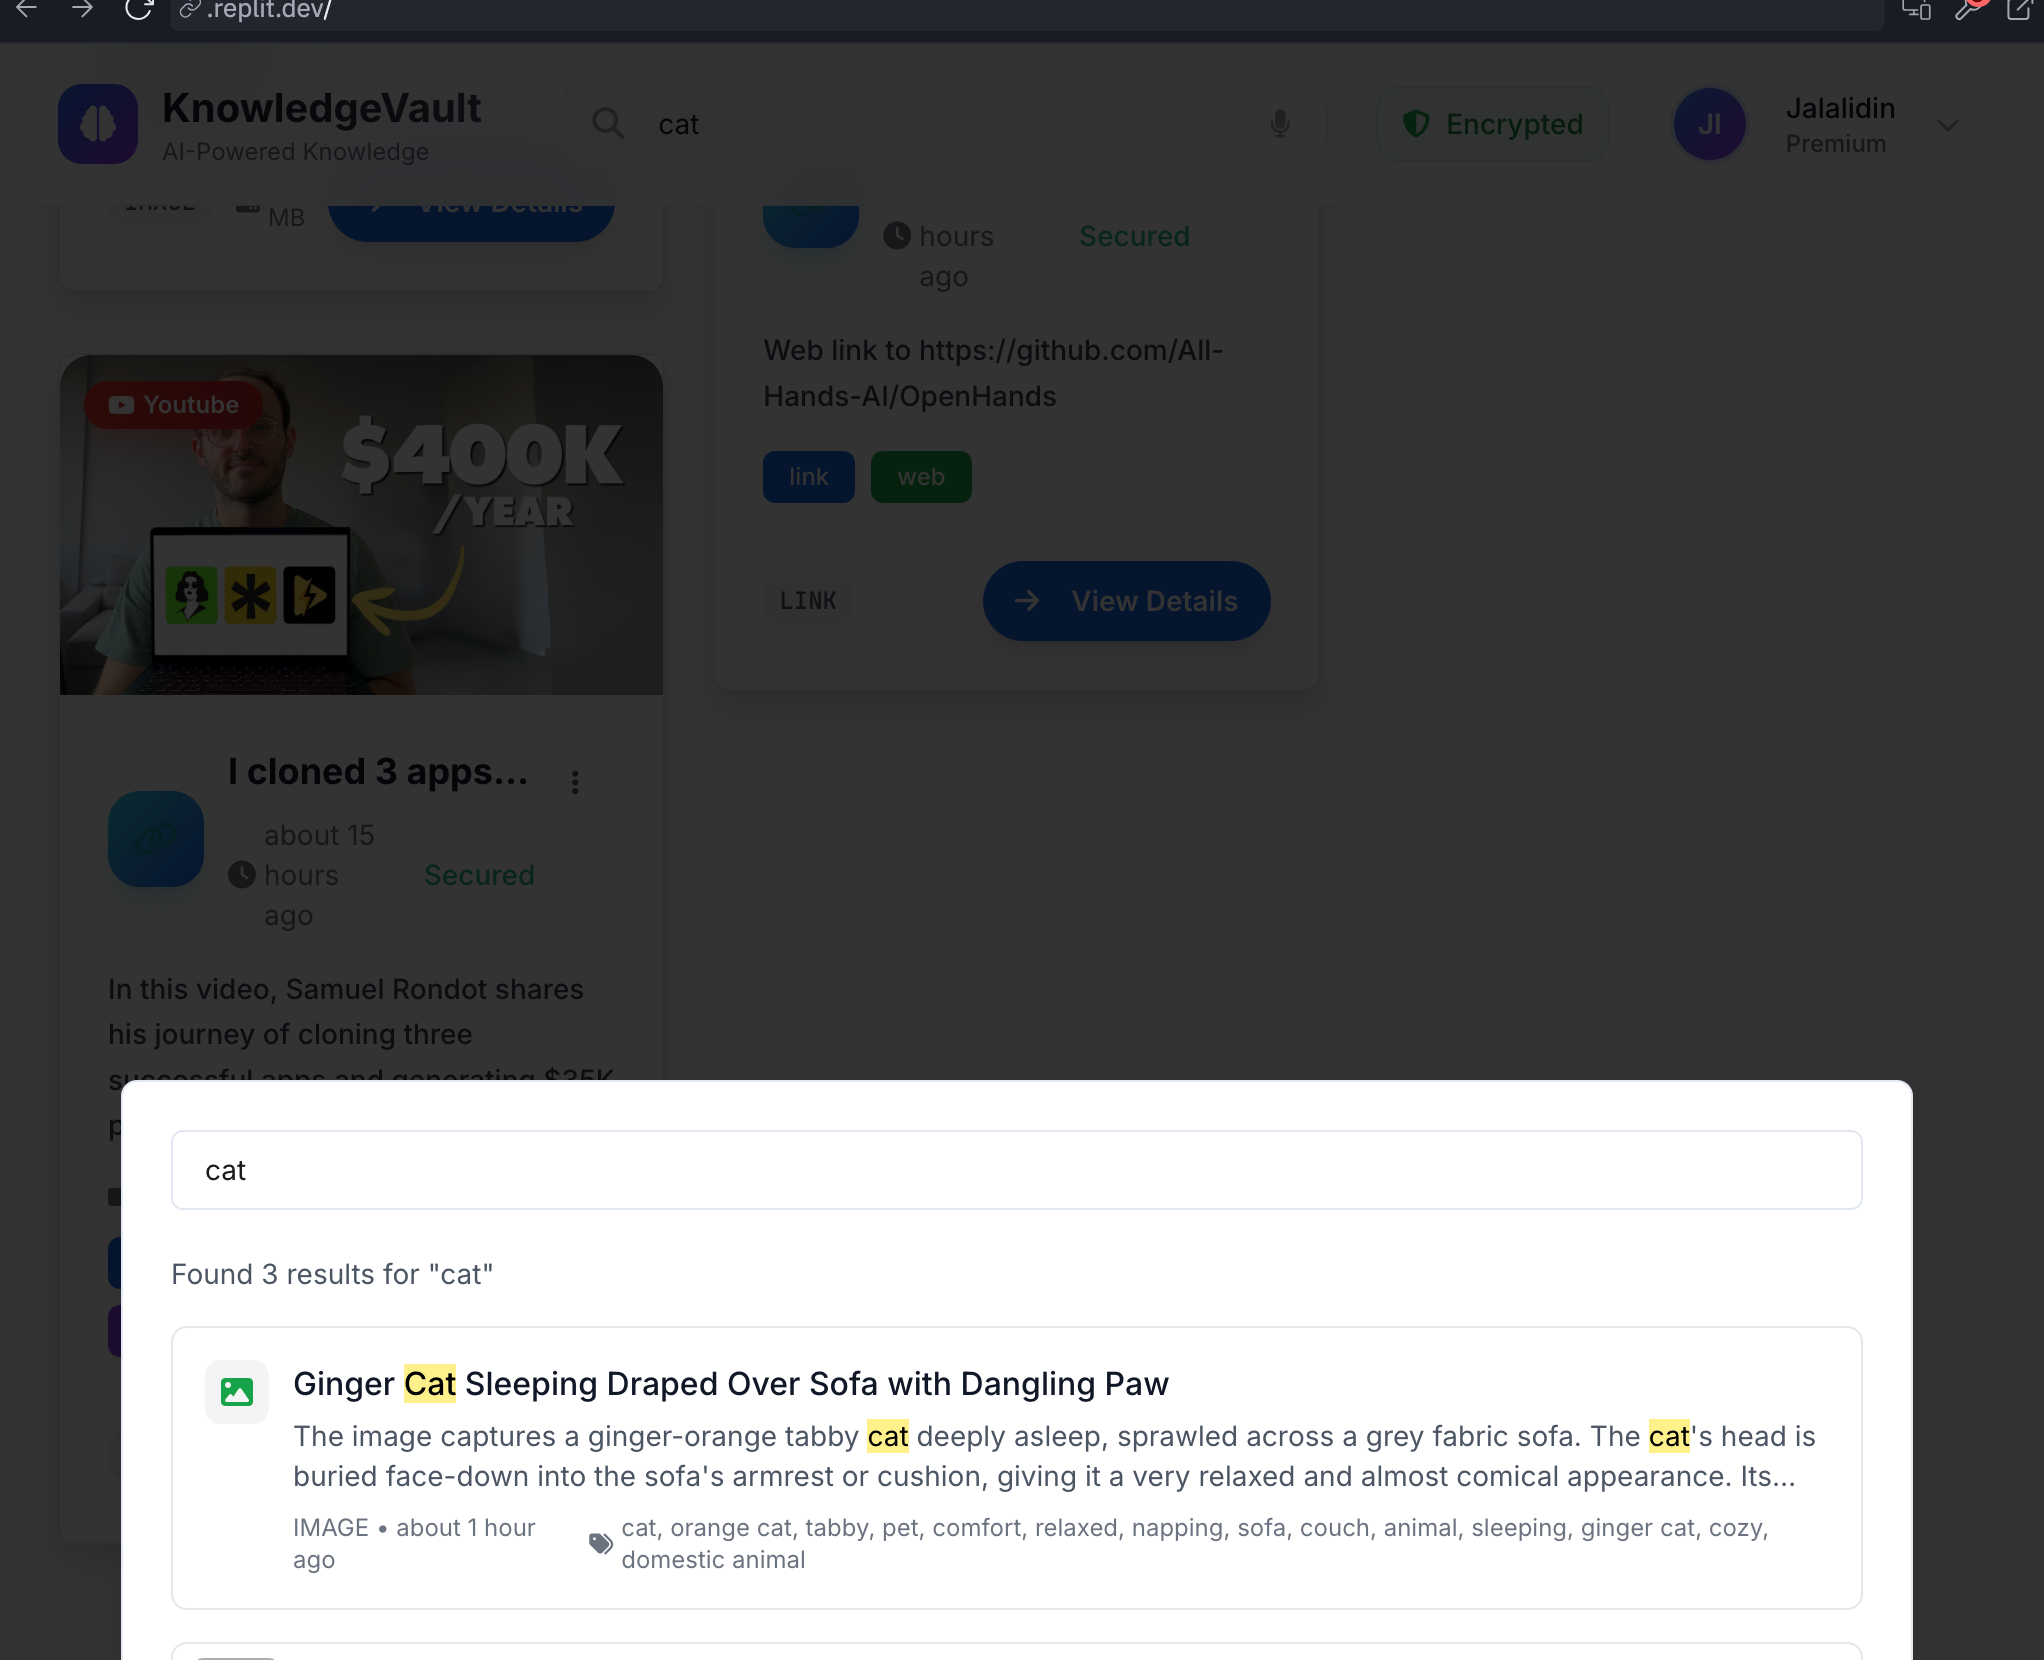 .replit.dev/
KnowledgeVault
AI-Powered Knowledge
cat
Encrypted
JI
Jalalidin
Premium
IMAGE
MB
View Details
hours
ago
Secured
Web link to https://github.com/All-
Hands-AI/OpenHands
link
web
LINK
View Details
Youtube
$400K
/YEAR
I cloned 3 apps...
about 15
hours
ago
Secured
In this video, Samuel Rondot shares
his journey of cloning three
successful apps and generating $35K
cat
Found 3 results for "cat"
Ginger Cat Sleeping Draped Over Sofa with Dangling Paw
The image captures a ginger-orange tabby cat deeply asleep, sprawled across a grey fabric sofa. The cat's head is
buried face-down into the sofa's armrest or cushion, giving it a very relaxed and almost comical appearance. Its...
IMAGE • about 1 hour
ago
cat, orange cat, tabby, pet, comfort, relaxed, napping, sofa, couch, animal, sleeping, ginger cat, cozy,
domestic animal